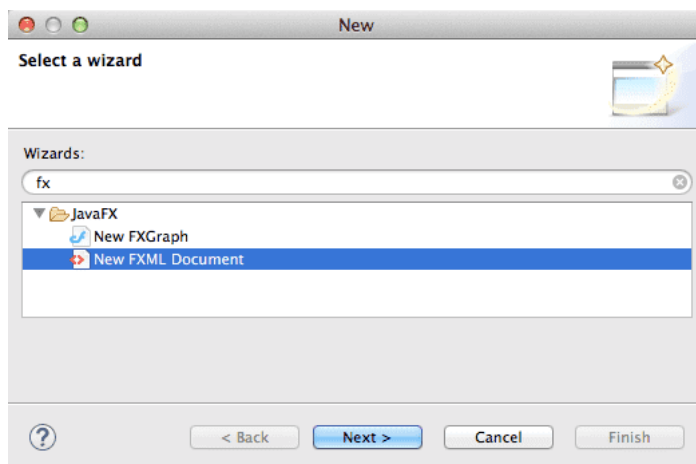 New
Select a wizard
Wizards:
fx
JavaFX
New FXGraph
New FXML Document
? < Back Next > Cancel Finish